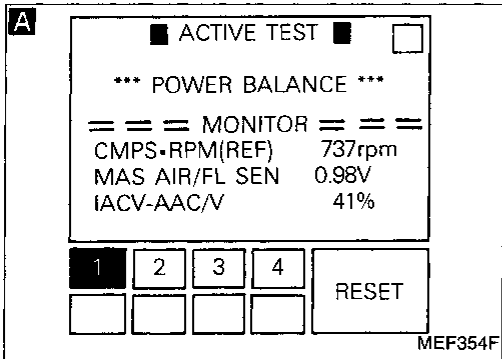 A
■ ACTIVE TEST ■
*** POWER BALANCE ***
= = = MONITOR = = =
CMPS•RPM(REF) 737rpm
MAS AIR/FL SEN 0.98V
IACV-AAC/V 41%
1 2 3 4
RESET
MEF354F